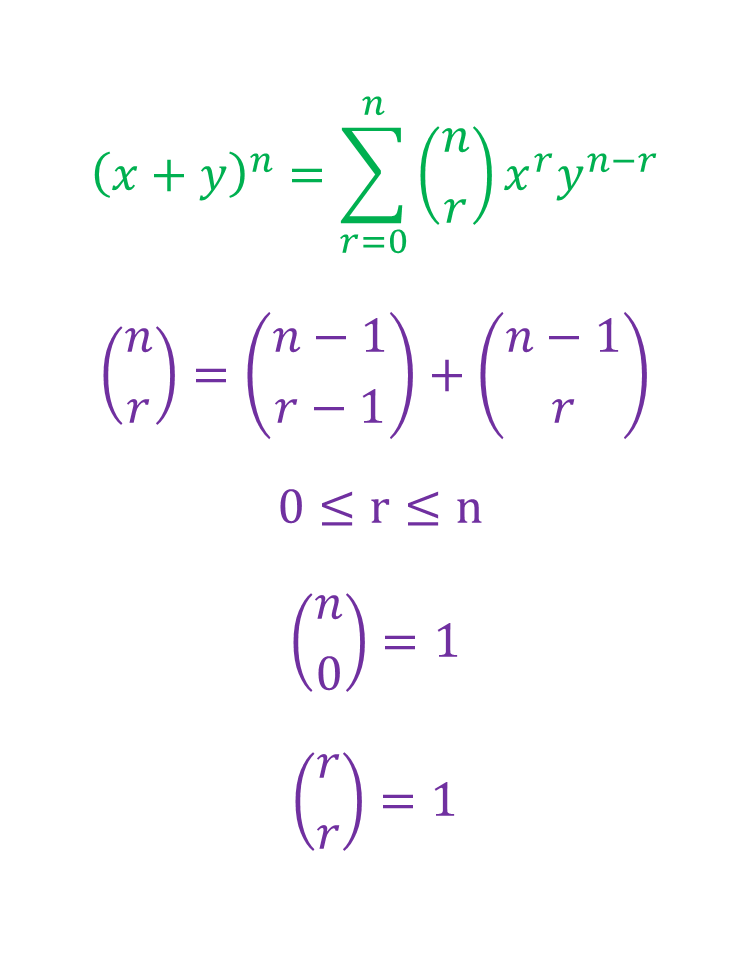 $(x + y)^n = \sum_{r=0}^{n} \binom{n}{r} x^r y^{n-r}$
$\binom{n}{r} = \binom{n-1}{r-1} + \binom{n-1}{r}$
0 ≤ r ≤ n
$\binom{n}{0} = 1$
$\binom{r}{r} = 1$